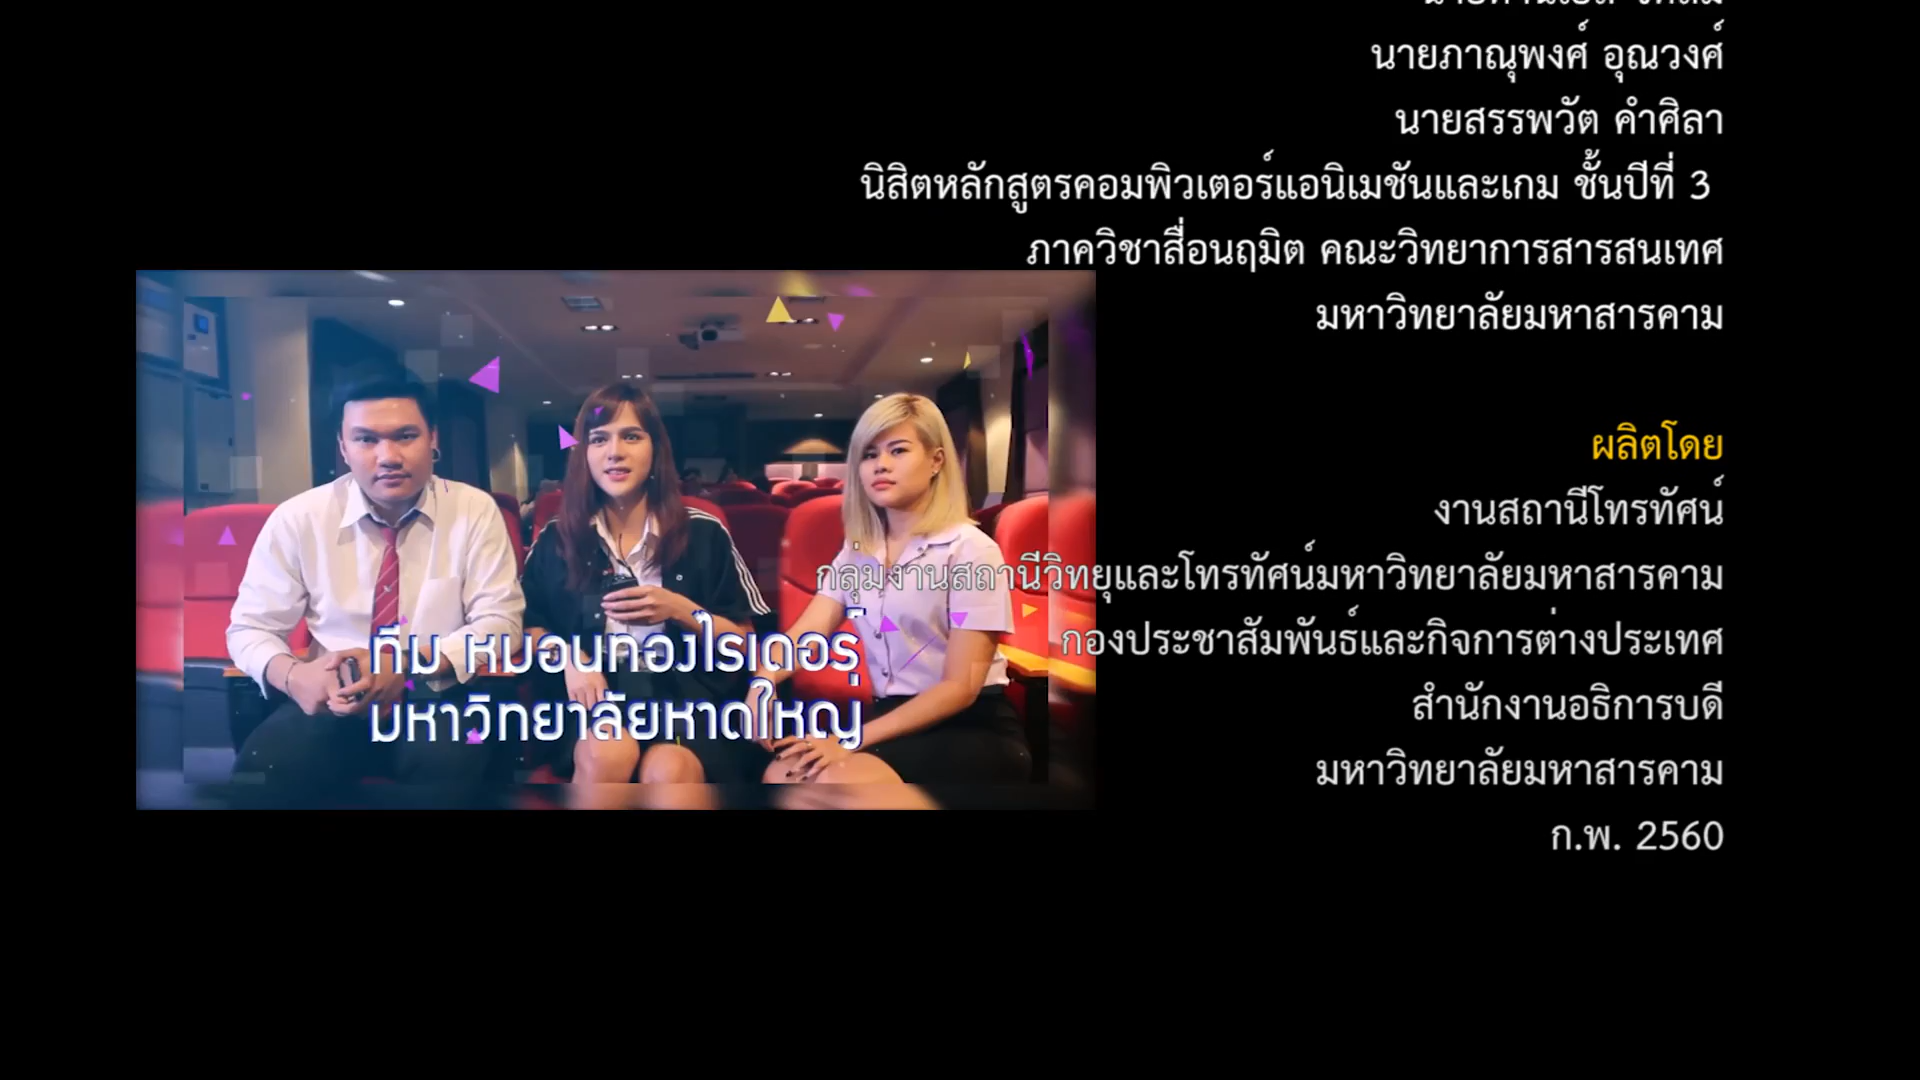 นายภาณุพงศ์ อุณวงศ์
นายสรรพวัต คำศิลา
นิสิตหลักสูตรคอมพิวเตอร์แอนิเมชันและเกม ชั้นปีที่ 3
ภาควิชาสื่อนฤมิต คณะวิทยาการสารสนเทศ
มหาวิทยาลัยมหาสารคาม
ผลิตโดย
งานสถานีโทรทัศน์
กลุ่มงานสถานีวิทยุและโทรทัศน์มหาวิทยาลัยมหาสารคาม
กองประชาสัมพันธ์และกิจการต่างประเทศ
สำนักงานอธิการบดี
มหาวิทยาลัยมหาสารคาม
ก.พ. 2560
ทีม หมอนทองไรเดอร์
มหาวิทยาลัยหาดใหญ่